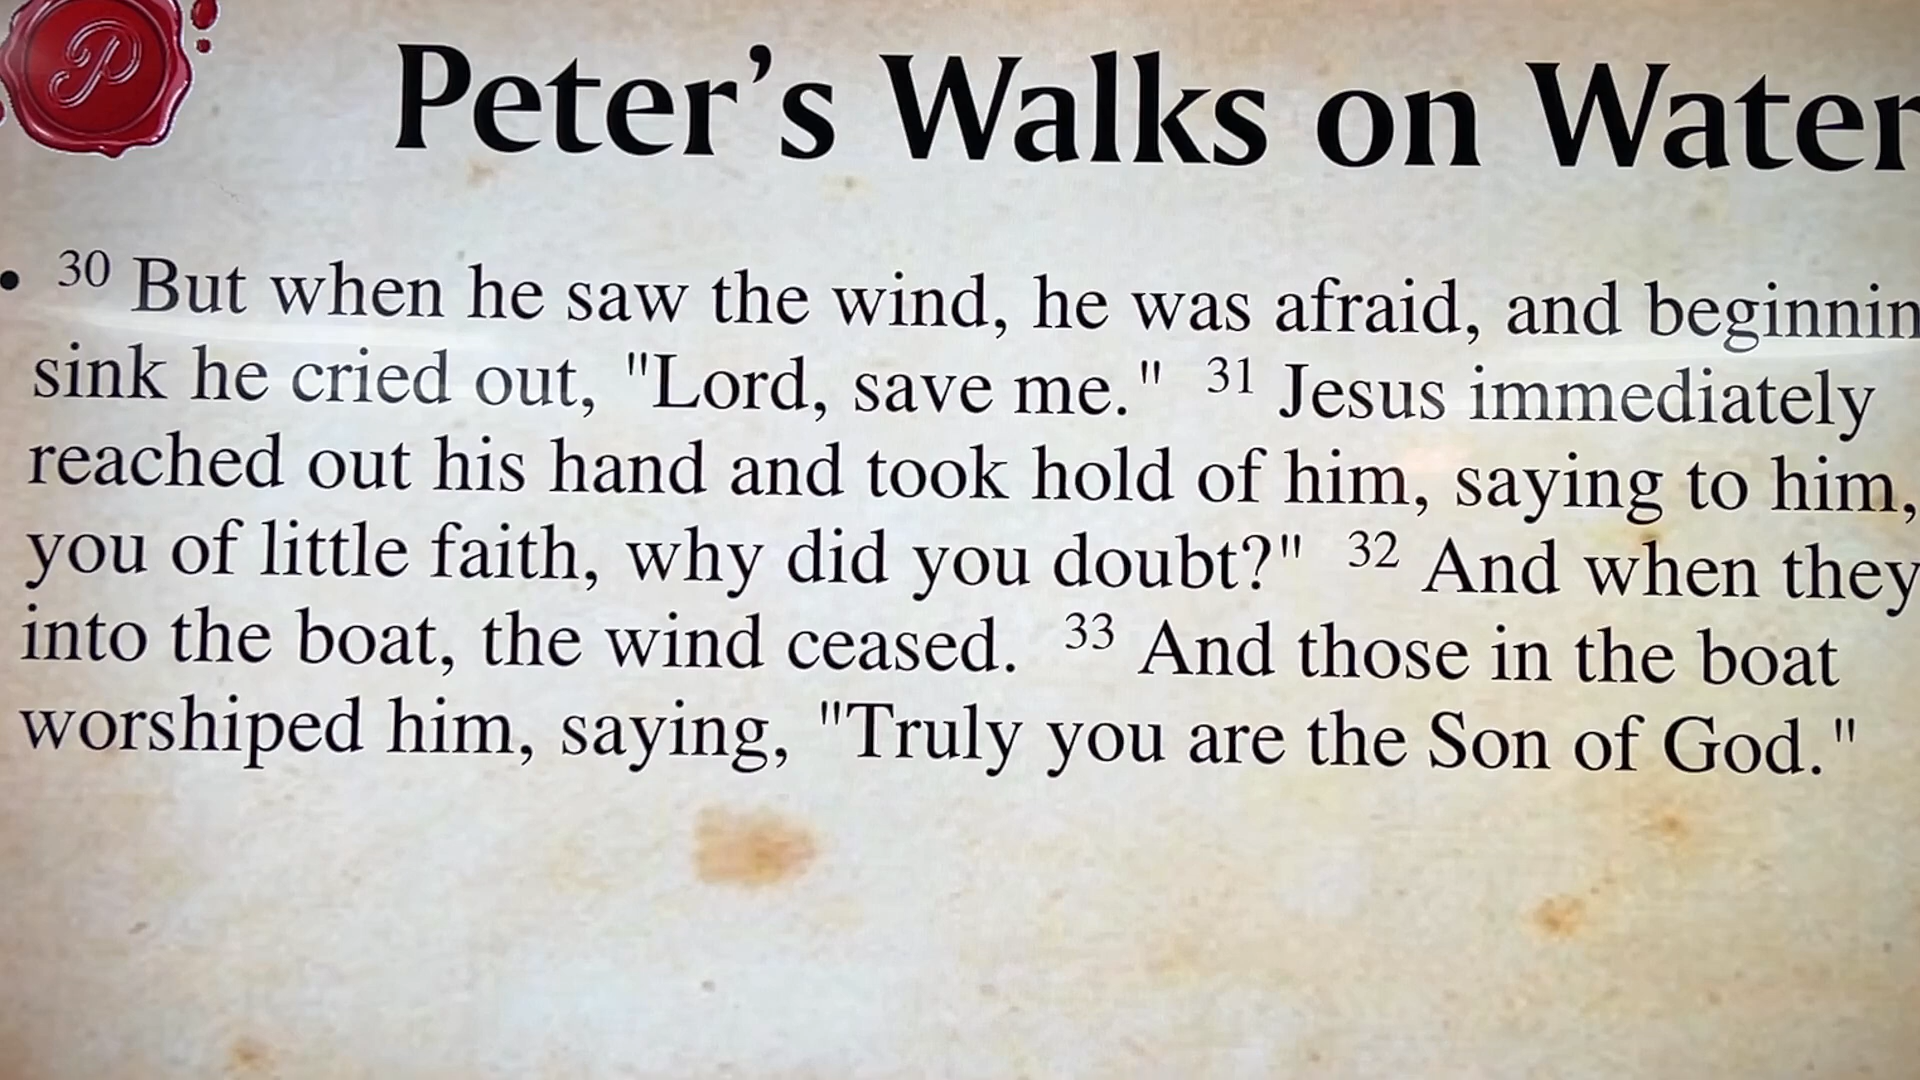 P
Peter's Walks on Water
• 30 But when he saw the wind, he was afraid, and beginnin
sink he cried out, "Lord, save me." 31 Jesus immediately
reached out his hand and took hold of him, saying to him,
you of little faith, why did you doubt?" 32 And when they
into the boat, the wind ceased. 33 And those in the boat
worshiped him, saying, "Truly you are the Son of God."